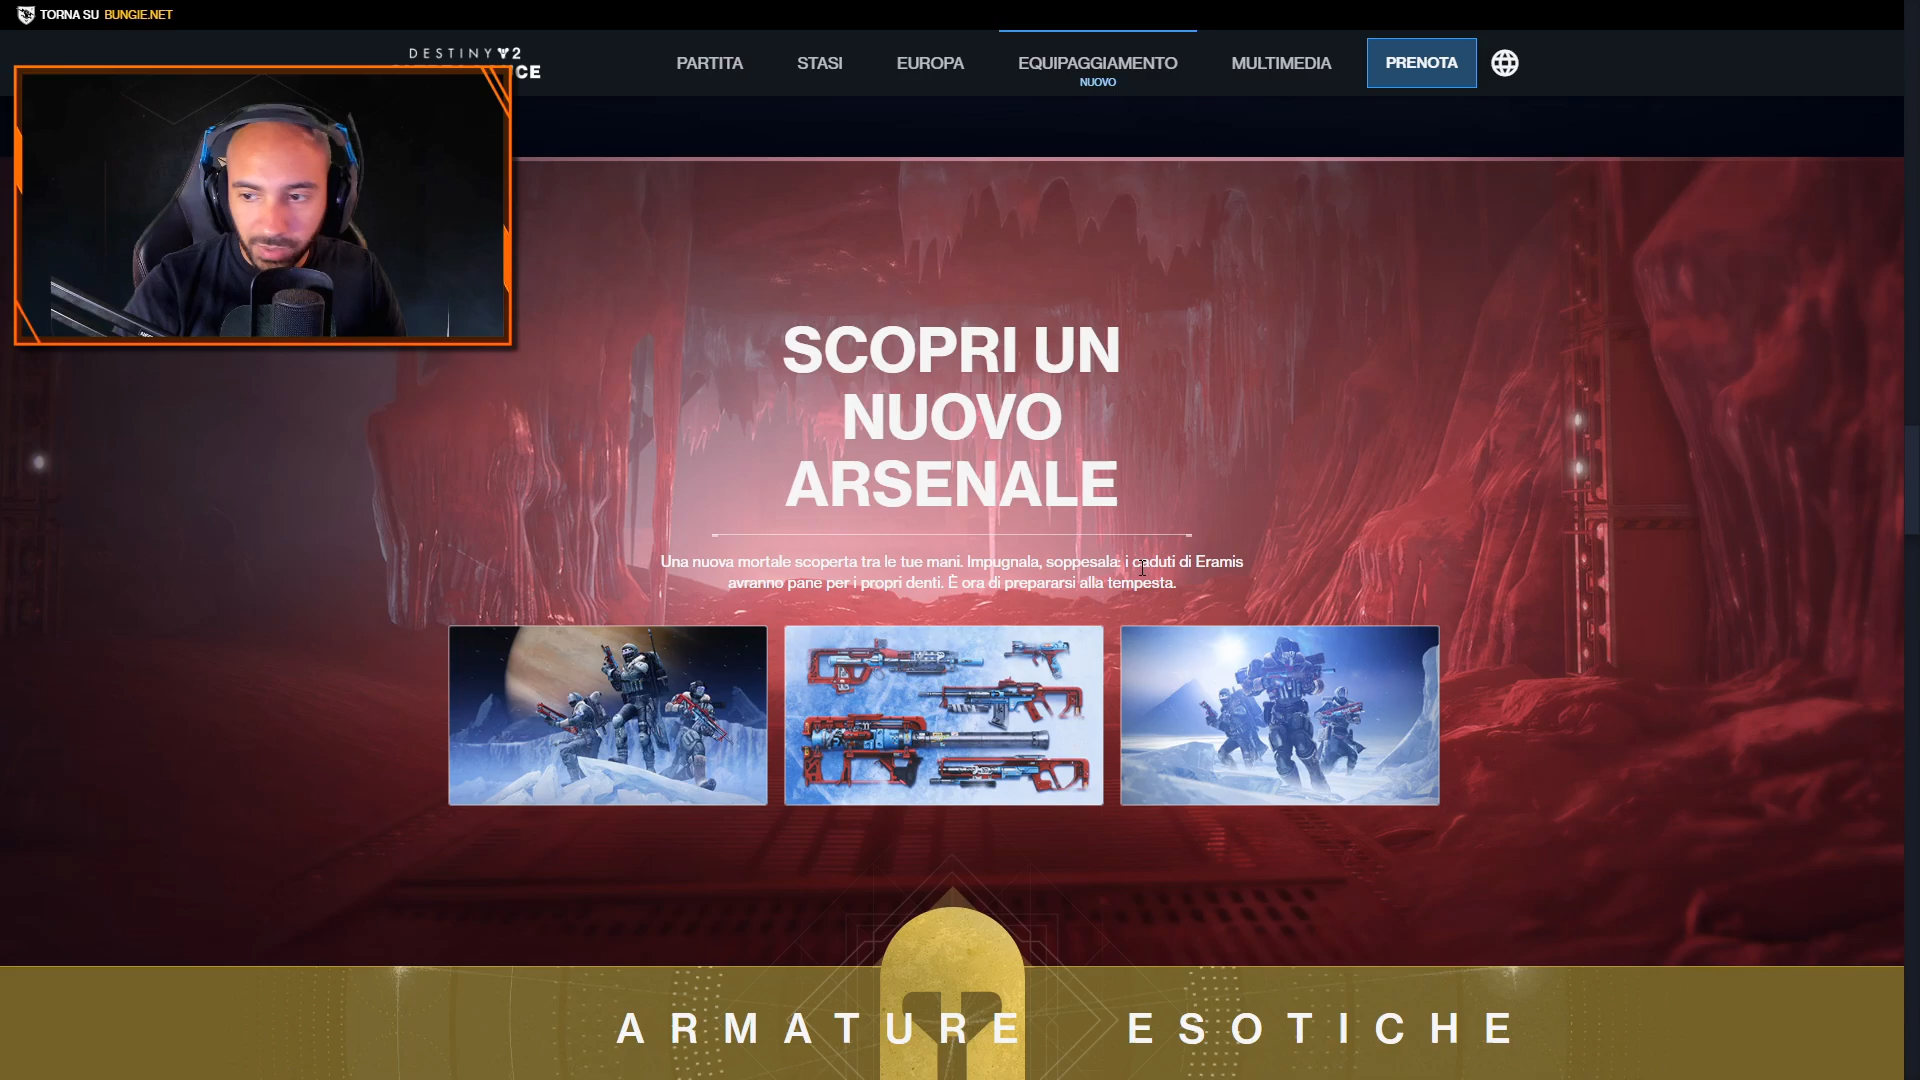 TORNA SU BUNGIE.NET
DESTINY 2
CE
PARTITA
STASI
EUROPA
EQUIPAGGIAMENTO
NUOVO
MULTIMEDIA
PRENOTA
SCOPRI UN
NUOVO
ARSENALE
Una nuova mortale scoperta tra le tue mani. Impugnala, soppesala: i caduti di Eramis
avranno pane per i propri denti. È ora di prepararsi alla tempesta.
ARMATURE ESOTICHE